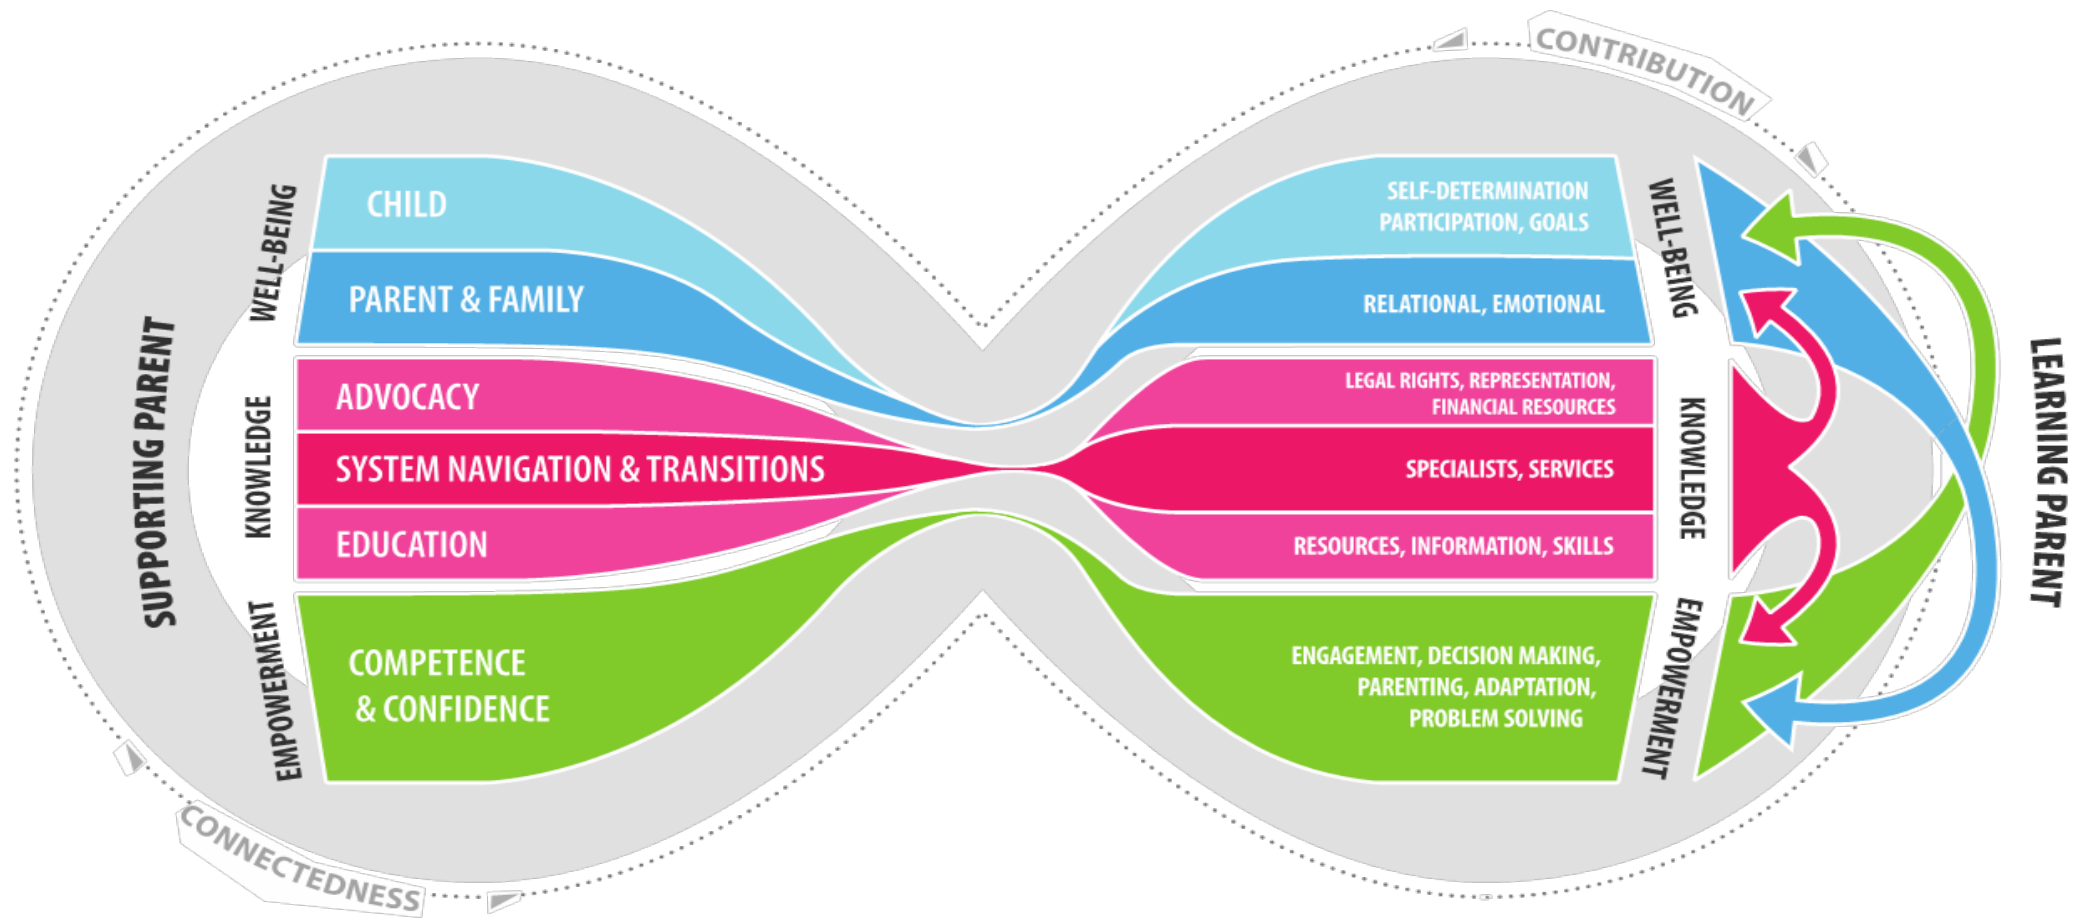 CONTRIBUTION
SUPPORTING PARENT
WELL-BEING
CHILD
PARENT & FAMILY
KNOWLEDGE
ADVOCACY
SYSTEM NAVIGATION & TRANSITIONS
EDUCATION
EMPOWERMENT
COMPETENCE
& CONFIDENCE
CONNECTEDNESS
SELF-DETERMINATION
PARTICIPATION, GOALS
RELATIONAL, EMOTIONAL
WELL-BEING
LEGAL RIGHTS, REPRESENTATION,
FINANCIAL RESOURCES
SPECIALISTS, SERVICES
RESOURCES, INFORMATION, SKILLS
KNOWLEDGE
ENGAGEMENT, DECISION MAKING,
PARENTING, ADAPTATION,
PROBLEM SOLVING
EMPOWERMENT
LEARNING PARENT